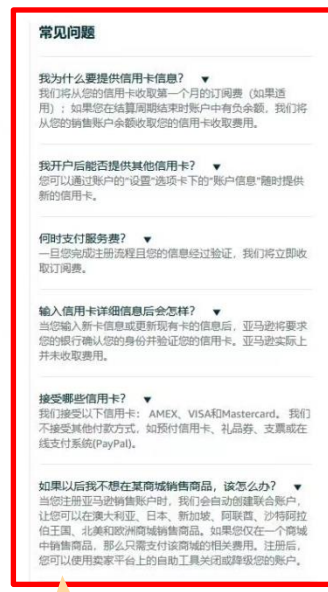 常见问题
我为什么要提供信用卡信息? ▼
我们将从您的信用卡收取第一个月的订阅费（如果适
用）；如果您在结算周期结束时账户中有负余额，我们将
从您的销售账户余额收取您的信用卡收取费用。
我开户后能否提供其他信用卡? ▼
您可以通过账户的“设置”选项卡下的“账户信息”随时提供
新的信用卡。
何时支付服务费? ▼
一旦您完成注册流程且您的信息经过验证，我们将立即收
取订阅费。
输入信用卡详细信息后会怎样? ▼
当您输入新卡信息或更新现有卡的信息后，亚马逊将要求
您的银行确认您的身份并验证您的信用卡。亚马逊实际上
并未收取费用。
接受哪些信用卡? ▼
我们接受以下信用卡： AMEX、VISA和Mastercard。 我们
不接受其他付款方式，如预付信用卡、礼品券、支票或在
线支付系统(PayPal)。
如果以后我不想在某商城销售商品，该怎么办? ▼
当您注册亚马逊销售账户时，我们会自动创建联合账户，
让您可以在澳大利亚、日本、新加坡、阿联酋、沙特阿拉
伯王国、北美和欧洲商城销售商品。如果您仅在一个商城
中销售商品，那么只需支付该商城的相关费用。注册后，
您可以使用卖家平台上的自助工具关闭或降级您的账户。